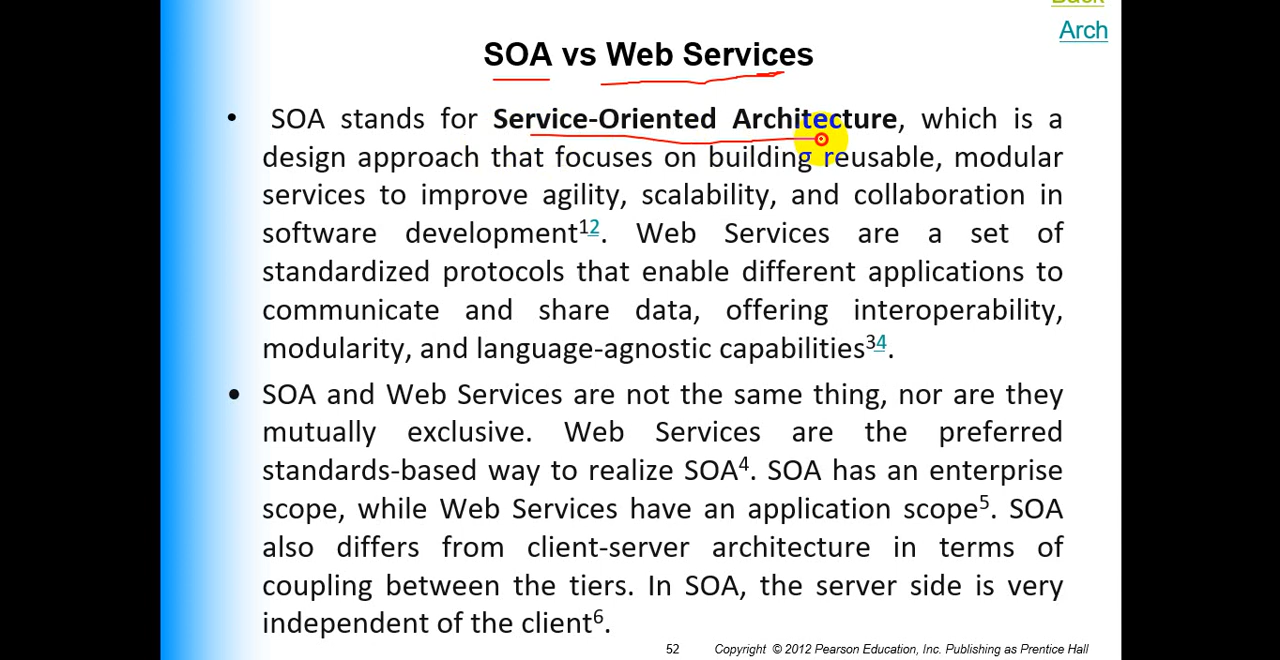 Back
Arch
SOA vs Web Services
• SOA stands for Service-Oriented Architecture, which is a
design approach that focuses on building reusable, modular
services to improve agility, scalability, and collaboration in
software development¹². Web Services are a set of
standardized protocols that enable different applications to
communicate and share data, offering interoperability,
modularity, and language-agnostic capabilities³⁴.
• SOA and Web Services are not the same thing, nor are they
mutually exclusive. Web Services are the preferred
standards-based way to realize SOA⁴. SOA has an enterprise
scope, while Web Services have an application scope⁵. SOA
also differs from client-server architecture in terms of
coupling between the tiers. In SOA, the server side is very
independent of the client⁶.
52 Copyright © 2012 Pearson Education, Inc. Publishing as Prentice Hall